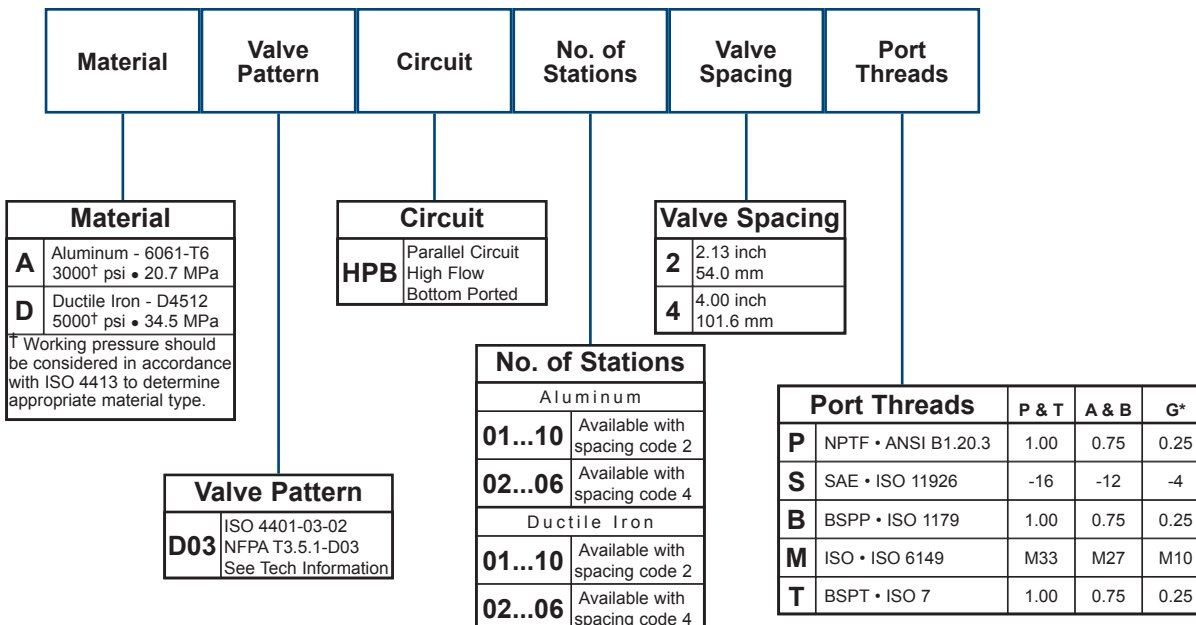 Material
Valve
Pattern
Circuit
No. of
Stations
Valve
Spacing
Port
Threads
Material
A Aluminum - 6061-T6
3000† psi • 20.7 MPa
D Ductile Iron - D4512
5000† psi • 34.5 MPa
† Working pressure should
be considered in accordance
with ISO 4413 to determine
appropriate material type.
Valve Pattern
D03 ISO 4401-03-02
NFPA T3.5.1-D03
See Tech Information
Circuit
HPB Parallel Circuit
High Flow
Bottom Ported
No. of Stations
Aluminum
01...10 Available with
spacing code 2
02...06 Available with
spacing code 4
Ductile Iron
01...10 Available with
spacing code 2
02...06 Available with
spacing code 4
Valve Spacing
2 2.13 inch
54.0 mm
4 4.00 inch
101.6 mm
Port Threads P & T A & B G*
P NPTF • ANSI B1.20.3 1.00 0.75 0.25
S SAE • ISO 11926 -16 -12 -4
B BSPP • ISO 1179 1.00 0.75 0.25
M ISO • ISO 6149 M33 M27 M10
T BSPT • ISO 7 1.00 0.75 0.25